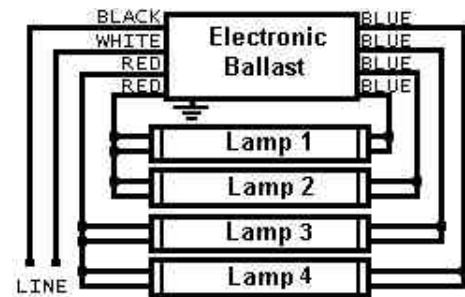 BLACK
WHITE
RED
RED
Electronic
Ballast
BLUE
BLUE
BLUE
BLUE
Lamp 1
Lamp 2
Lamp 3
Lamp 4
LINE